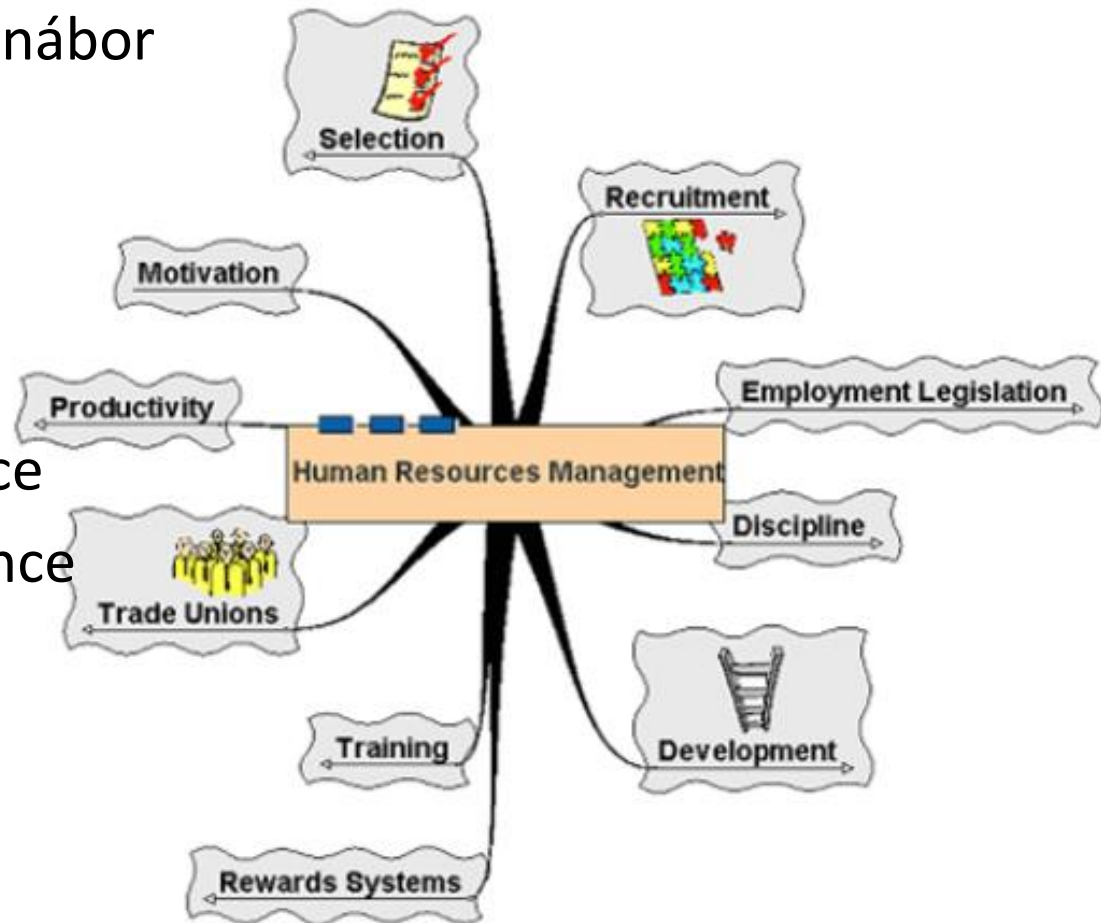 nábor
Selection
Recruitment
Motivation
Employment Legislation
Productivity
Human Resources Management
ce
Discipline
nce
Trade Unions
Training
Development
Rewards Systems